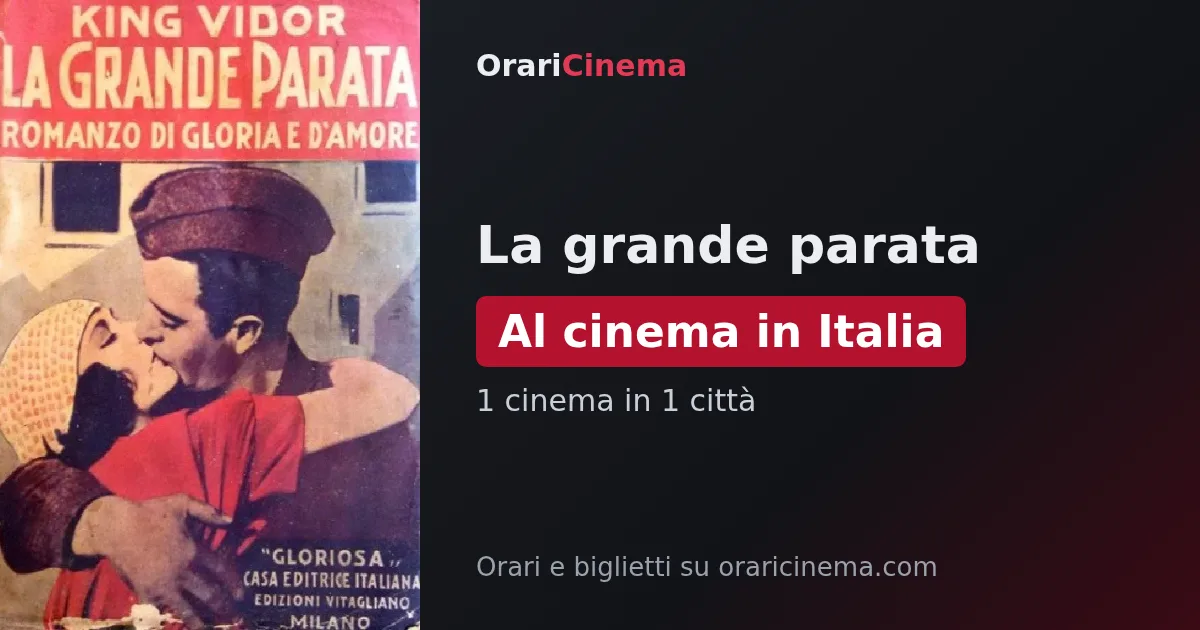 KING VIDOR
LA GRANDE PARATA
ROMANZO DI GLORIA E D'AMORE
"GLORIOSA„
CASA EDITRICE ITALIANA
EDIZIONI VITAGLIANO
MILANO
OrariCinema
La grande parata
Al cinema in Italia
1 cinema in 1 città
Orari e biglietti su oraricinema.com